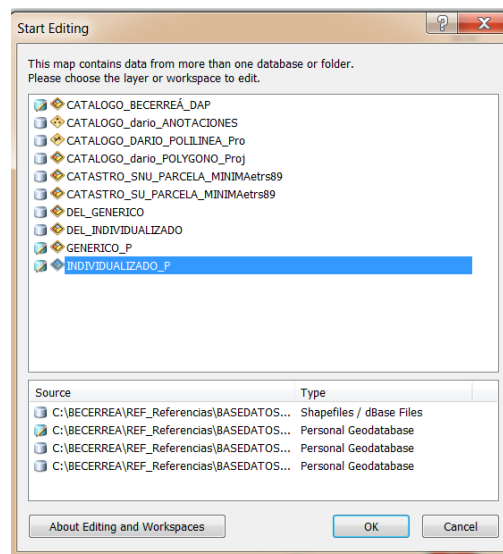 Start Editing
This map contains data from more than one database or folder.
Please choose the layer or workspace to edit.
CATALOGO_BECERREÁ_DAP
CATALOGO_dario_ANOTACIONES
CATALOGO_DARIO_POLILINEA_Pro
CATALOGO_dario_POLYGONO_Proj
CATASTRO_SNU_PARCELA_MINIMAetrs89
CATASTRO_SU_PARCELA_MINIMAetrs89
DEL_GENERICO
DEL_INDIVIDUALIZADO
GENERICO_P
INDIVIDUALIZADO_P
Source Type
C:\BECERREA\REF_Referencias\BASEDATOS... Shapefiles / dBase Files
C:\BECERREA\REF_Referencias\BASEDATOS... Personal Geodatabase
C:\BECERREA\REF_Referencias\BASEDATOS... Personal Geodatabase
C:\BECERREA\REF_Referencias\BASEDATOS... Personal Geodatabase
About Editing and Workspaces OK Cancel